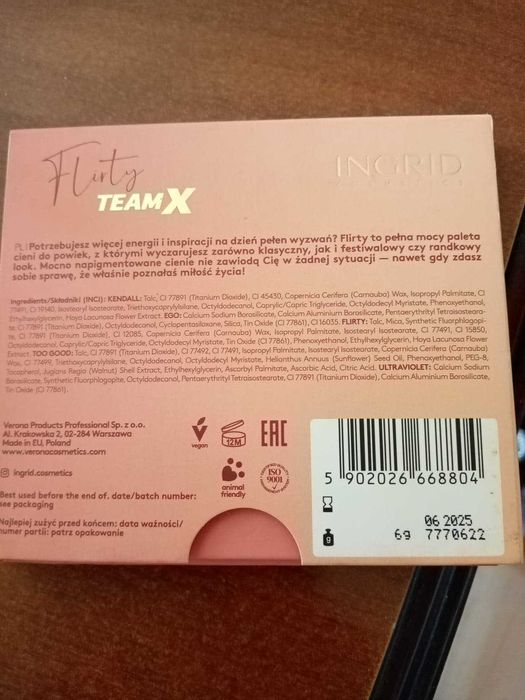 Flirty
TEAM X
INGRID
COSMETICS
PL | Potrzebujesz więcej energii i inspiracji na dzień pełen wyzwań? Flirty to pełna mocy paleta
cieni do powiek, z którymi wyczarujesz zarówno klasyczny, jak i festiwalowy czy randkowy
look. Mocno napigmentowane cienie nie zawiodą Cię w żadnej sytuacji — nawet gdy zdasz
sobie sprawę, że właśnie poznałaś miłość życia!
Ingredients/Składniki (INCI): KENDALL: Talc, CI 77891 (Titanium Dioxide), CI 45430, Copernicia Cerifera (Carnauba) Wax, Isopropyl Palmitate, CI
77491, CI 19140, Isostearyl Isostearate, Triethoxycaprylylsilane, Octyldodecanol, Caprylic/Capric Triglyceride, Octyldodecyl Myristate, Phenoxyethanol,
Ethylhexylglycerin, Hoya Lacunosa Flower Extract. EGO: Calcium Sodium Borosilicate, Calcium Aluminum Borosilicate, Pentaerythrityl Tetraisosteara-
te, CI 77891 (Titanium Dioxide), Octyldodecanol, Cyclopentasiloxane, Silica, Tin Oxide (CI 77861), CI 16035. FLIRTY: Talc, Mica, Synthetic Fluorphlogopi-
te, CI 77891 (Titanium Dioxide), CI 12085, Copernicia Cerifera (Carnauba) Wax, Isopropyl Palmitate, Isostearyl Isostearate, CI 77491, CI 15850,
Octyldodecanol, Caprylic/Capric Triglyceride, Octyldodecyl Myristate, Tin Oxide (CI 77861), Phenoxyethanol, Ethylhexylglycerin, Hoya Lacunosa Flower
Extract. TOO GOOD: Talc, CI 77891 (Titanium Dioxide), CI 77492, CI 77491, Isopropyl Palmitate, Isostearyl Isostearate, Copernicia Cerifera (Carnauba)
Wax, CI 77499, Triethoxycaprylylsilane, Octyldodecanol, Octyldodecyl Myristate, Helianthus Annuus (Sunflower) Seed Oil, Phenoxyethanol, PEG-8,
Tocopherol, Juglans Regia (Walnut) Shell Extract, Ethylhexylglycerin, Ascorbyl Palmitate, Ascorbic Acid, Citric Acid. ULTRAVIOLET: Calcium Sodium
Borosilicate, Synthetic Fluorphlogopite, Octyldodecanol, Pentaerythrityl Tetraisostearate, CI 77891 (Titanium Dioxide), Calcium Aluminum Borosilicate,
Tin Oxide (CI 77861).
Verona Products Professional Sp. z o.o.
Al. Krakowska 2, 02-284 Warszawa
Made in EU, Poland
www.veronacosmetics.com
vegan
12M
EAC
ingrid.cosmetics
animal
friendly
ISO
9001
Best used before the end of. date/batch number:
see packaging
Najlepiej zużyć przed końcem: data ważności/
numer partii: patrz opakowanie
5 902026 668804
06 2025
g
6g 7770622